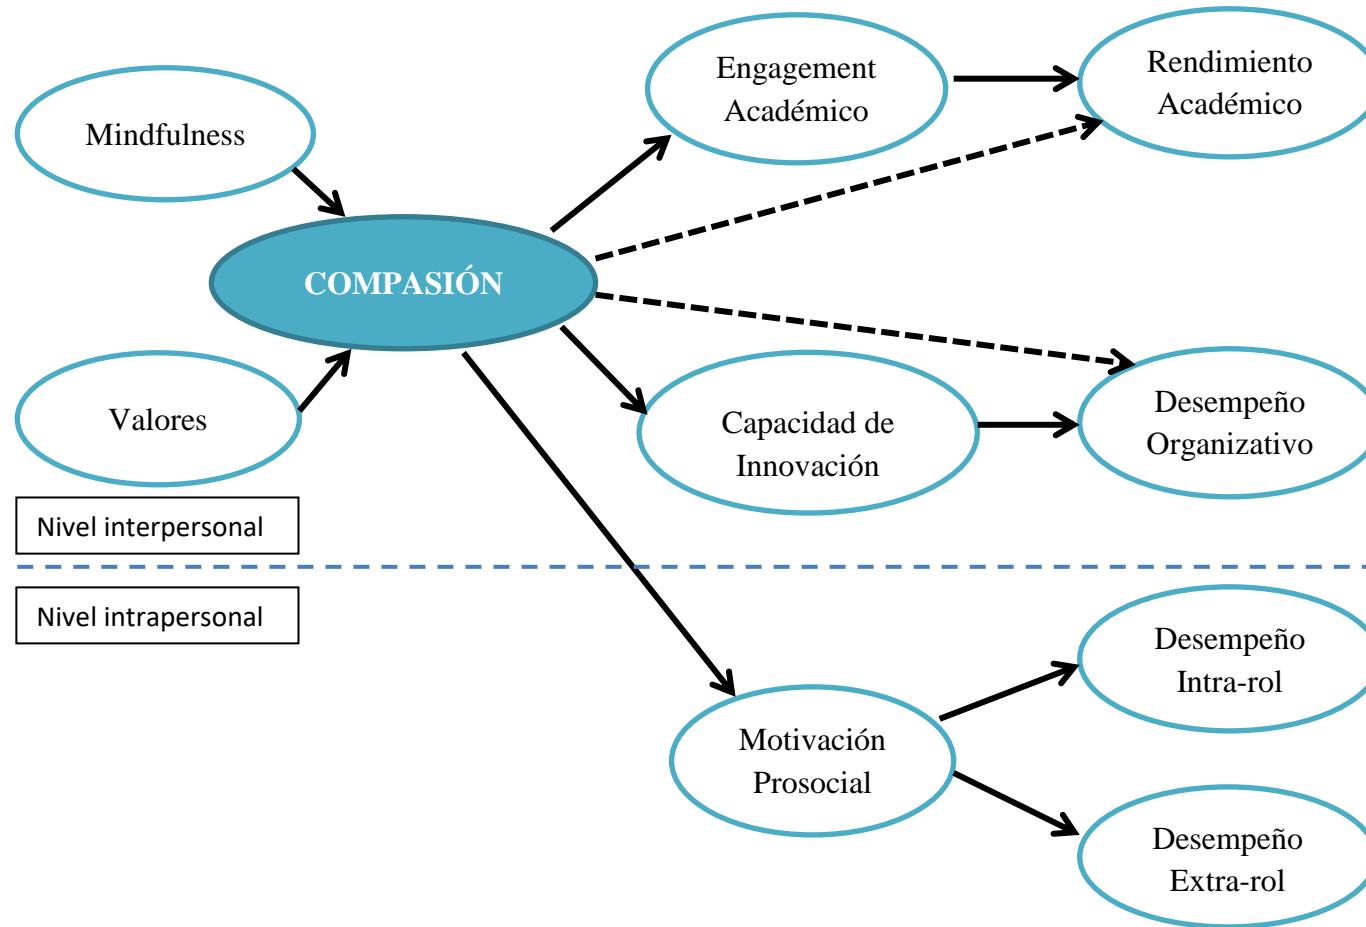 Engagement
Académico
Rendimiento
Académico
Mindfulness
COMPASIÓN
Valores
Capacidad de
Innovación
Desempeño
Organizativo
Nivel interpersonal
Nivel intrapersonal
Desempeño
Intra-rol
Motivación
Prosocial
Desempeño
Extra-rol